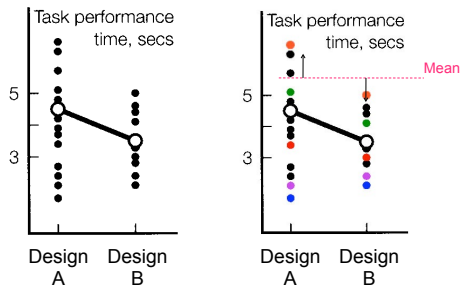 Task performance
time, secs
5
3
Design
A
Design
B
Task performance
time, secs
Mean
5
3
Design
A
Design
B